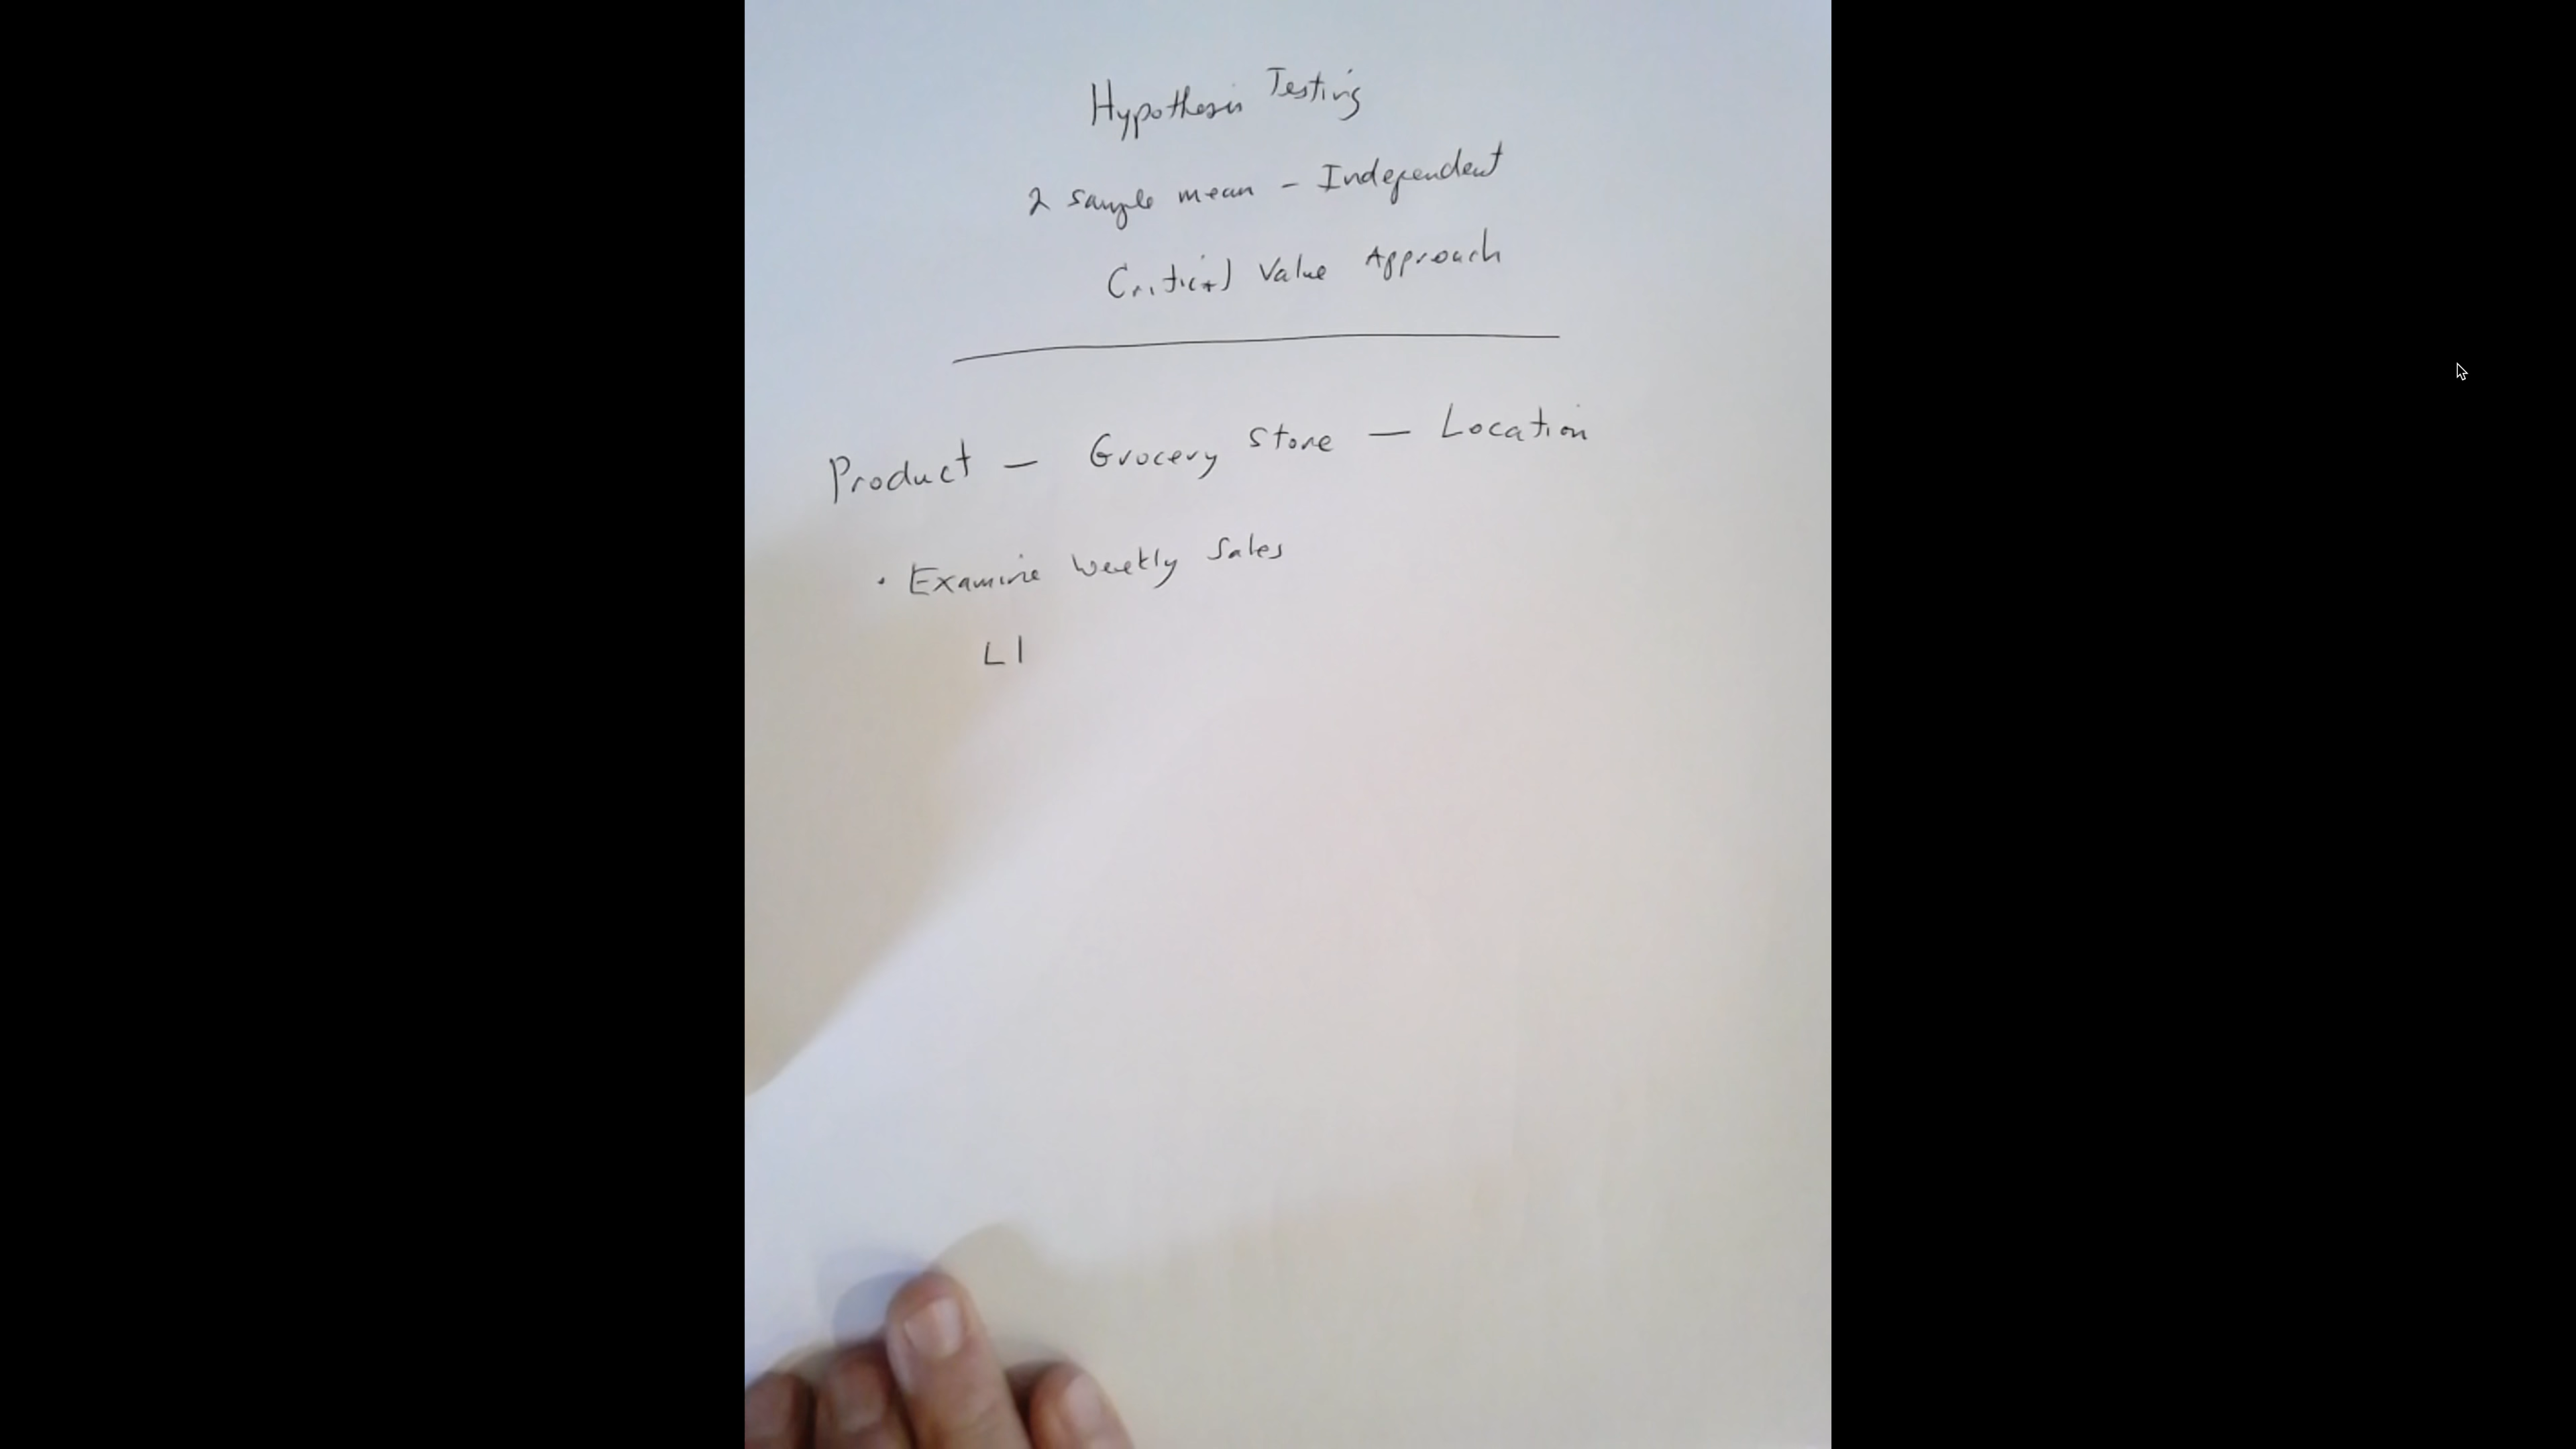 Hypothesis Testing
2 sample mean - Independent
Critical Value Approach
Product — Grocery Store — Location
• Examine weekly Sales
L1